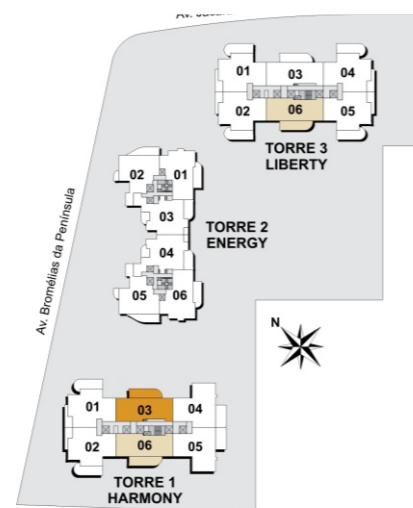 Av.
01 03 04
02 06 05
TORRE 3
LIBERTY
02 01
03
04
05 06
TORRE 2
ENERGY
Av. Bromélias da Península
N
01 03 04
02 06 05
TORRE 1
HARMONY